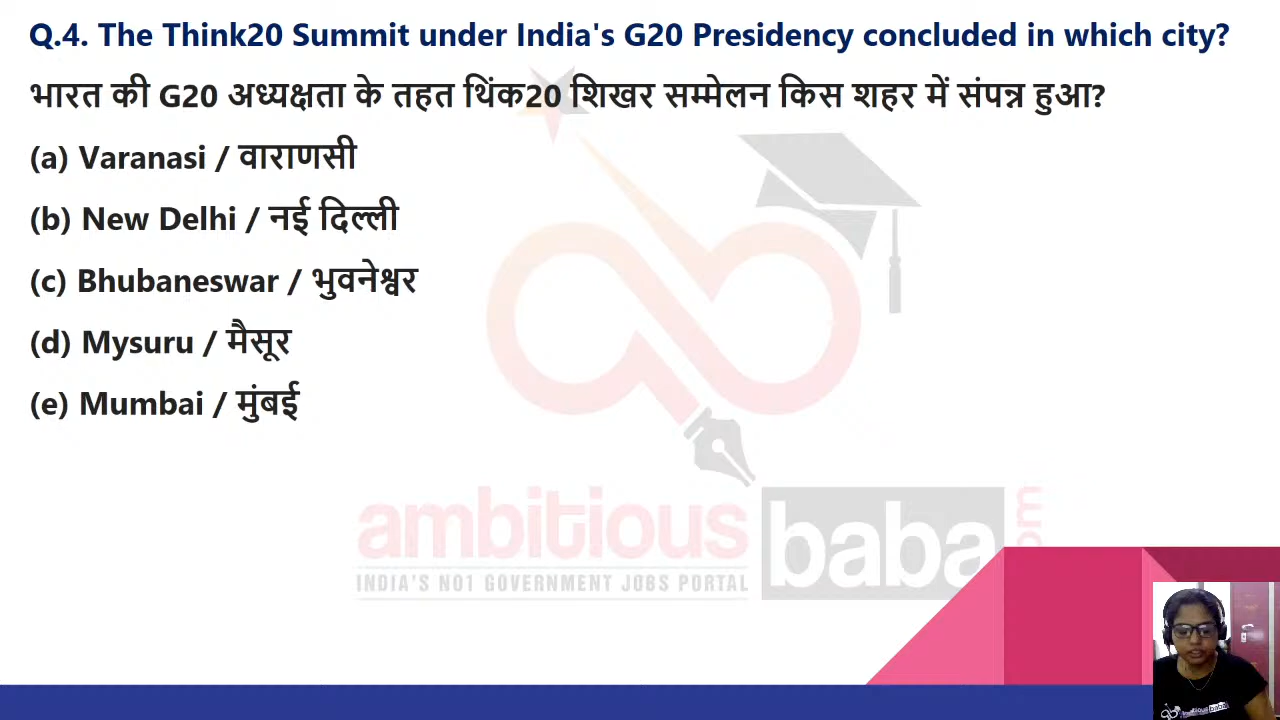 Q.4. The Think20 Summit under India's G20 Presidency concluded in which city?
भारत की G20 अध्यक्षता के तहत थिंक20 शिखर सम्मेलन किस शहर में संपन्न हुआ?
(a) Varanasi / वाराणसी
(b) New Delhi / नई दिल्ली
(c) Bhubaneswar / भुवनेश्वर
(d) Mysuru / मैसूर
(e) Mumbai / मुंबई
ambitious baba
INDIA'S NO1 GOVERNMENT JOBS PORTAL